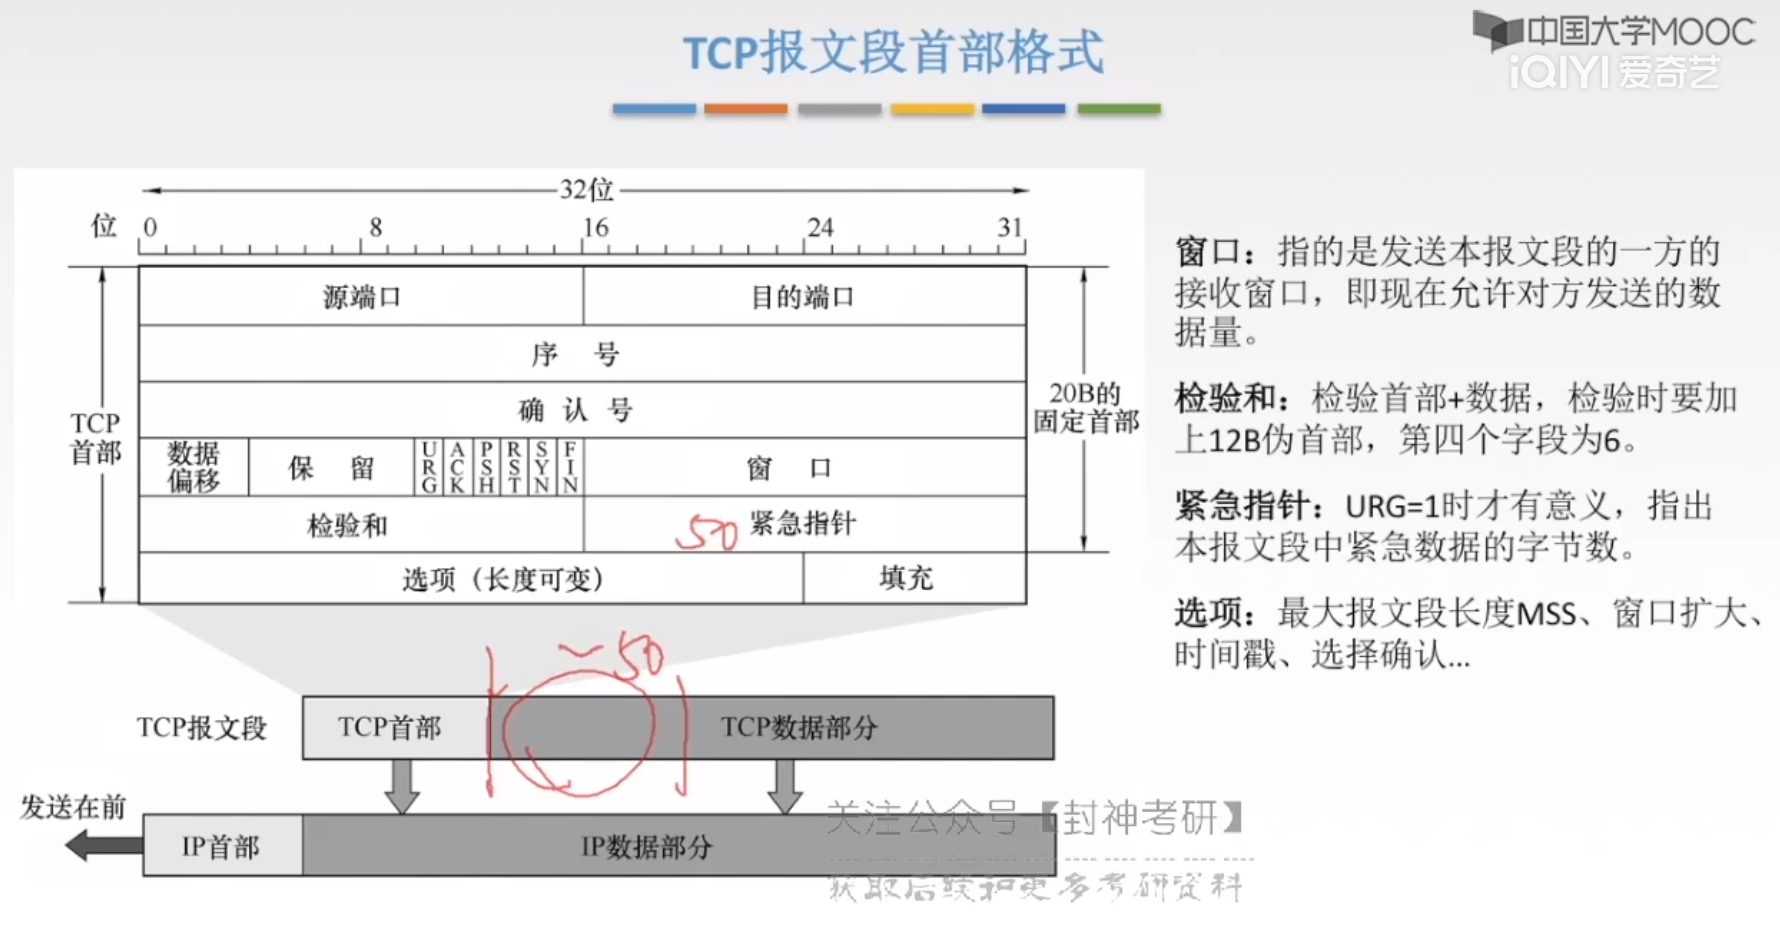 中国大学MOOC
iQIYI 爱奇艺
TCP报文段首部格式
32位
位 0 8 16 24 31
源端口 目的端口
序 号
确 认 号
TCP首部
20B的固定首部
数据偏移 保 留 URG ACK PSH RST SYN FIN 窗 口
检验和 50 紧急指针
选项（长度可变） 填充
~50
TCP报文段 TCP首部 TCP数据部分
发送在前
IP首部 IP数据部分
窗口：指的是发送本报文段的一方的
接收窗口，即现在允许对方发送的数
据量。
检验和：检验首部+数据，检验时要加
上12B伪首部，第四个字段为6。
紧急指针：URG=1时才有意义，指出
本报文段中紧急数据的字节数。
选项：最大报文段长度MSS、窗口扩大、
时间戳、选择确认...
关注公众号【封神考研】
获取后续和更多考研资料